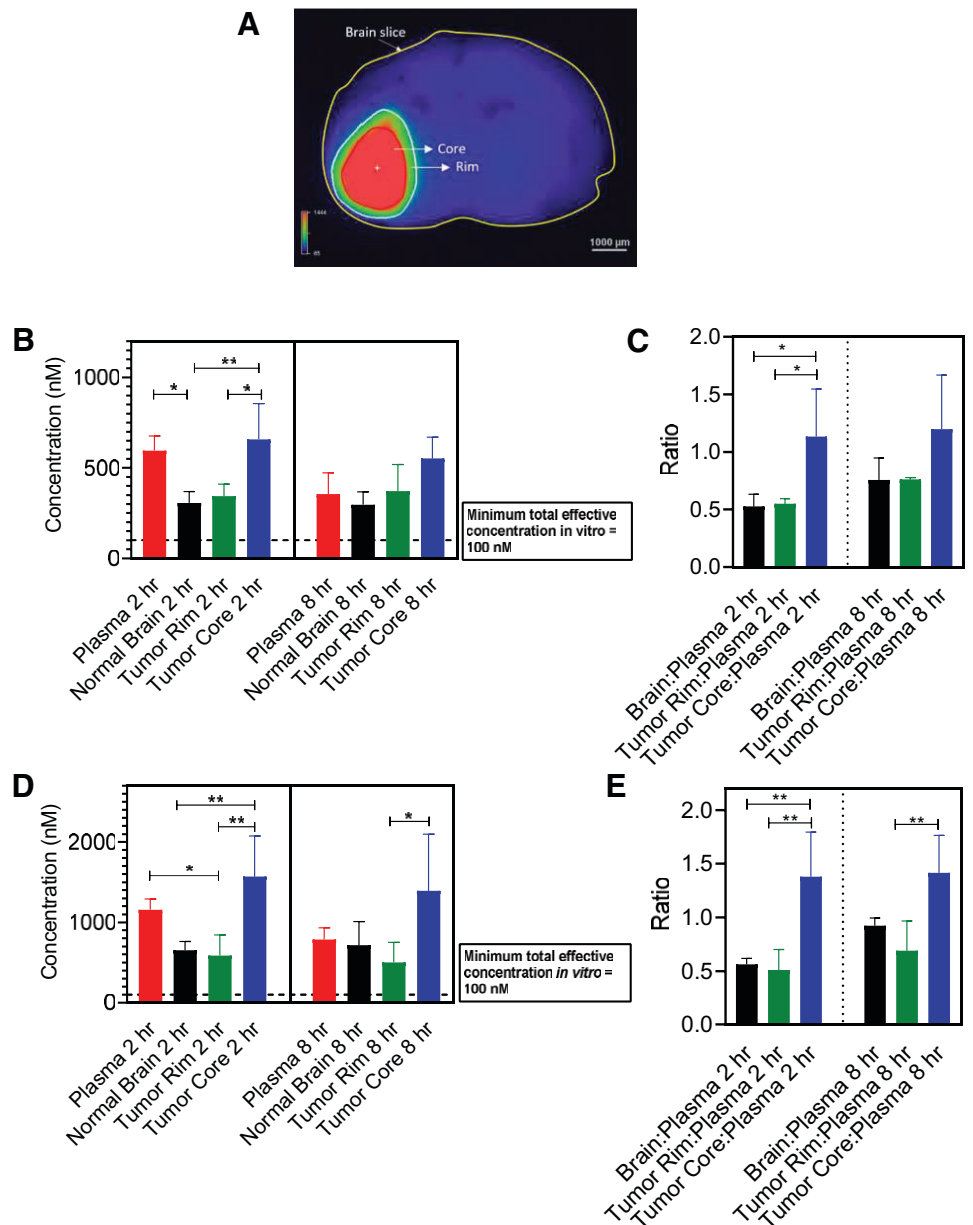 A
Brain slice
Core
Rim
1000 µm
B
Concentration (nM)
1000
500
0
*
**
*
Plasma 2 hr
Normal Brain 2 hr
Tumor Rim 2 hr
Tumor Core 2 hr
Plasma 8 hr
Normal Brain 8 hr
Tumor Rim 8 hr
Tumor Core 8 hr
Minimum total effective
concentration in vitro =
100 nM
C
Ratio
2.0
1.5
1.0
0.5
0.0
*
*
Brain:Plasma 2 hr
Tumor Rim:Plasma 2 hr
Tumor Core:Plasma 2 hr
Brain:Plasma 8 hr
Tumor Rim:Plasma 8 hr
Tumor Core:Plasma 8 hr
D
Concentration (nM)
2000
1000
0
**
**
*
*
Plasma 2 hr
Normal Brain 2 hr
Tumor Rim 2 hr
Tumor Core 2 hr
Plasma 8 hr
Normal Brain 8 hr
Tumor Rim 8 hr
Tumor Core 8 hr
Minimum total effective
concentration in vitro =
100 nM
E
Ratio
2.0
1.5
1.0
0.5
0.0
**
**
**
Brain:Plasma 2 hr
Tumor Rim:Plasma 2 hr
Tumor Core:Plasma 2 hr
Brain:Plasma 8 hr
Tumor Rim:Plasma 8 hr
Tumor Core:Plasma 8 hr